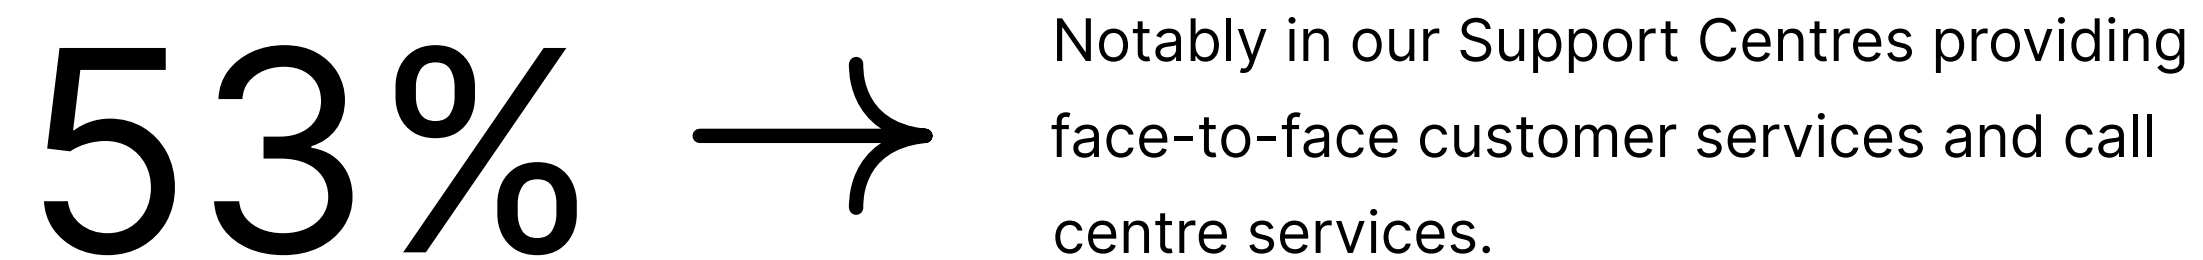 53%
Notably in our Support Centres providing
face-to-face customer services and call
centre services.